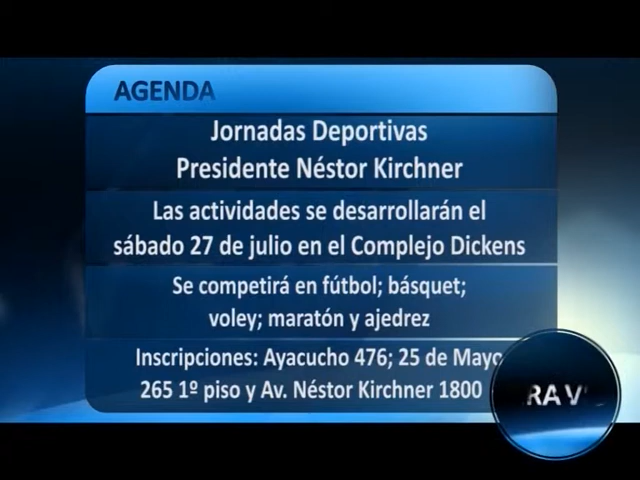 AGENDA
Jornadas Deportivas
Presidente Néstor Kirchner
Las actividades se desarrollarán el
sábado 27 de julio en el Complejo Dickens
Se competirá en fútbol; básquet;
voley; maratón y ajedrez
Inscripciones: Ayacucho 476; 25 de Mayo
265 1º piso y Av. Néstor Kirchner 1800